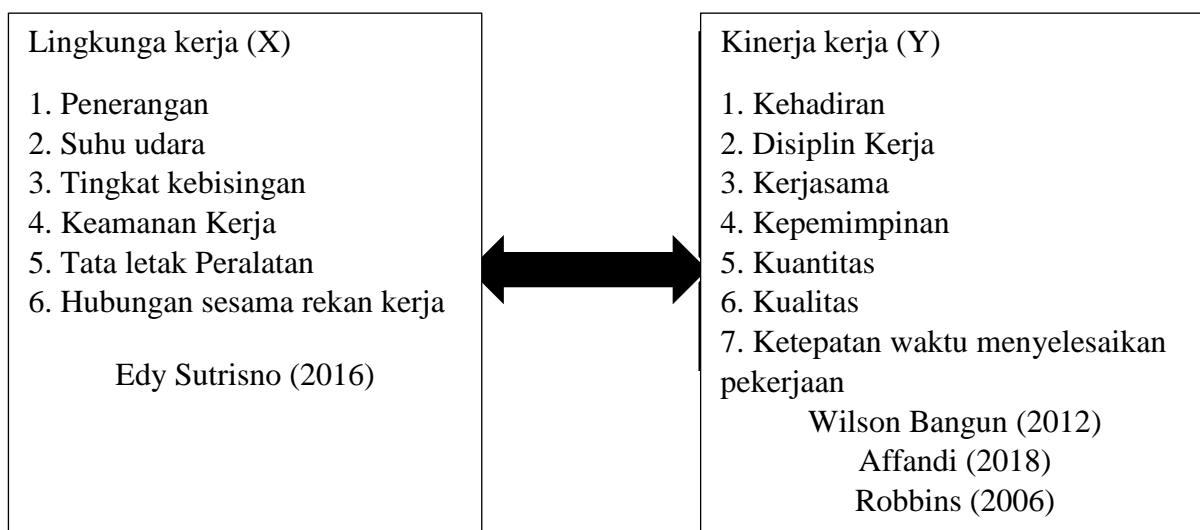 Lingkunga kerja (X)
1. Penerangan
2. Suhu udara
3. Tingkat kebisingan
4. Keamanan Kerja
5. Tata letak Peralatan
6. Hubungan sesama rekan kerja
Edy Sutrisno (2016)
Kinerja kerja (Y)
1. Kehadiran
2. Disiplin Kerja
3. Kerjasama
4. Kepemimpinan
5. Kuantitas
6. Kualitas
7. Ketepatan waktu menyelesaikan
pekerjaan
Wilson Bangun (2012)
Affandi (2018)
Robbins (2006)